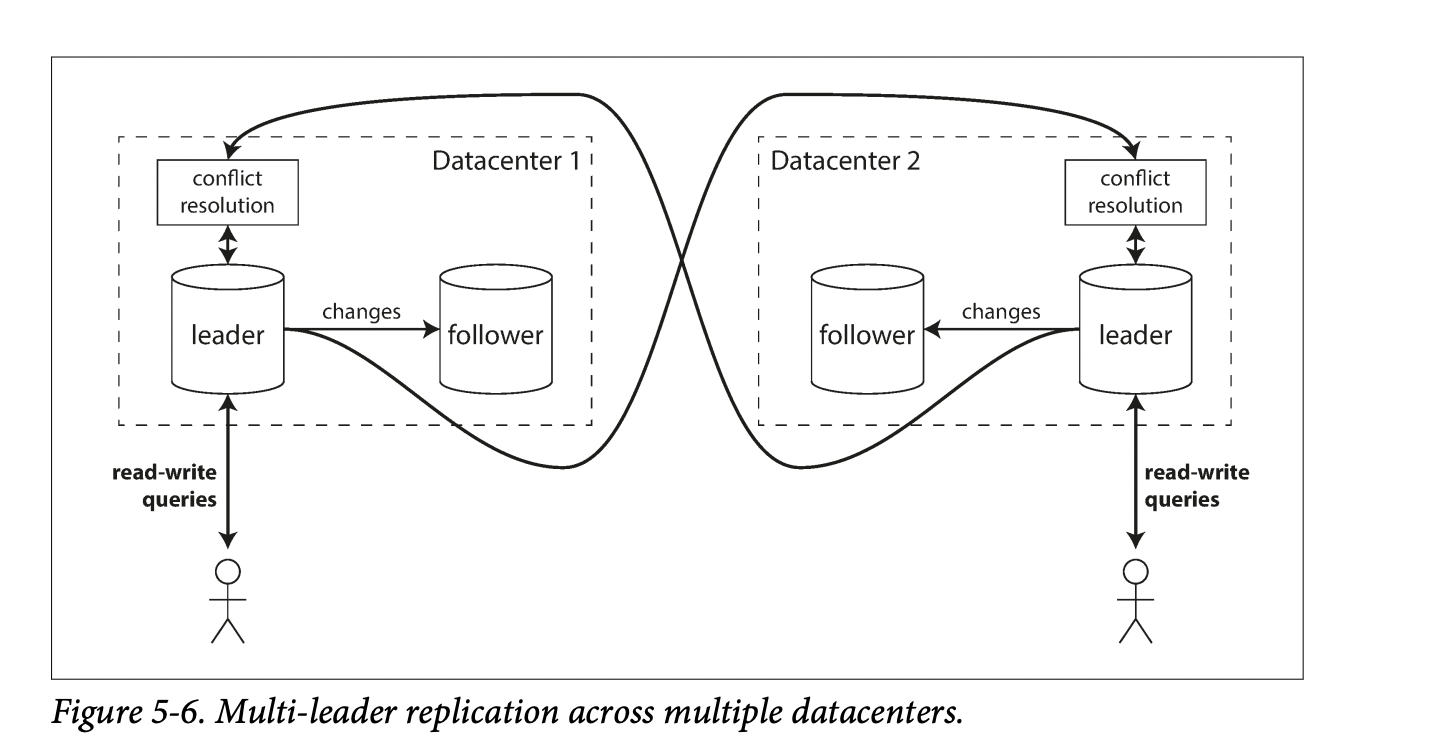 Datacenter 1
conflict
resolution
leader
changes
follower
read-write
queries
Datacenter 2
conflict
resolution
follower
changes
leader
read-write
queries
Figure 5-6. Multi-leader replication across multiple datacenters.